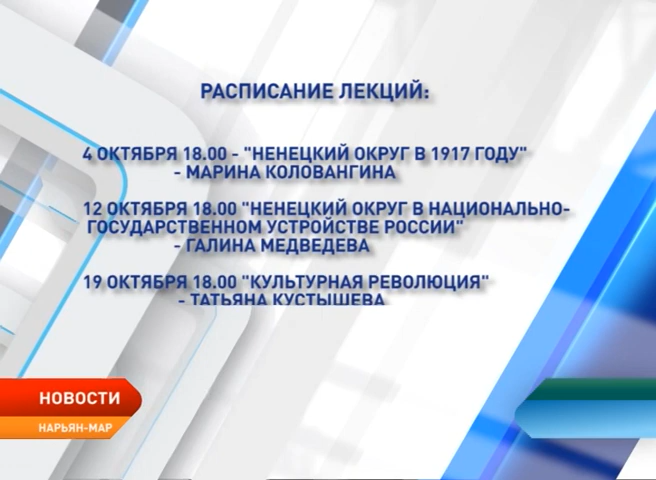 РАСПИСАНИЕ ЛЕКЦИЙ:
4 ОКТЯБРЯ 18.00 - "НЕНЕЦКИЙ ОКРУГ В 1917 ГОДУ"
- МАРИНА КОЛОВАНГИНА
12 ОКТЯБРЯ 18.00 "НЕНЕЦКИЙ ОКРУГ В НАЦИОНАЛЬНО-
ГОСУДАРСТВЕННОМ УСТРОЙСТВЕ РОССИИ"
- ГАЛИНА МЕДВЕДЕВА
19 ОКТЯБРЯ 18.00 "КУЛЬТУРНАЯ РЕВОЛЮЦИЯ"
- ТАТЬЯНА КУСТЫШЕВА
НОВОСТИ
НАРЬЯН-МАР